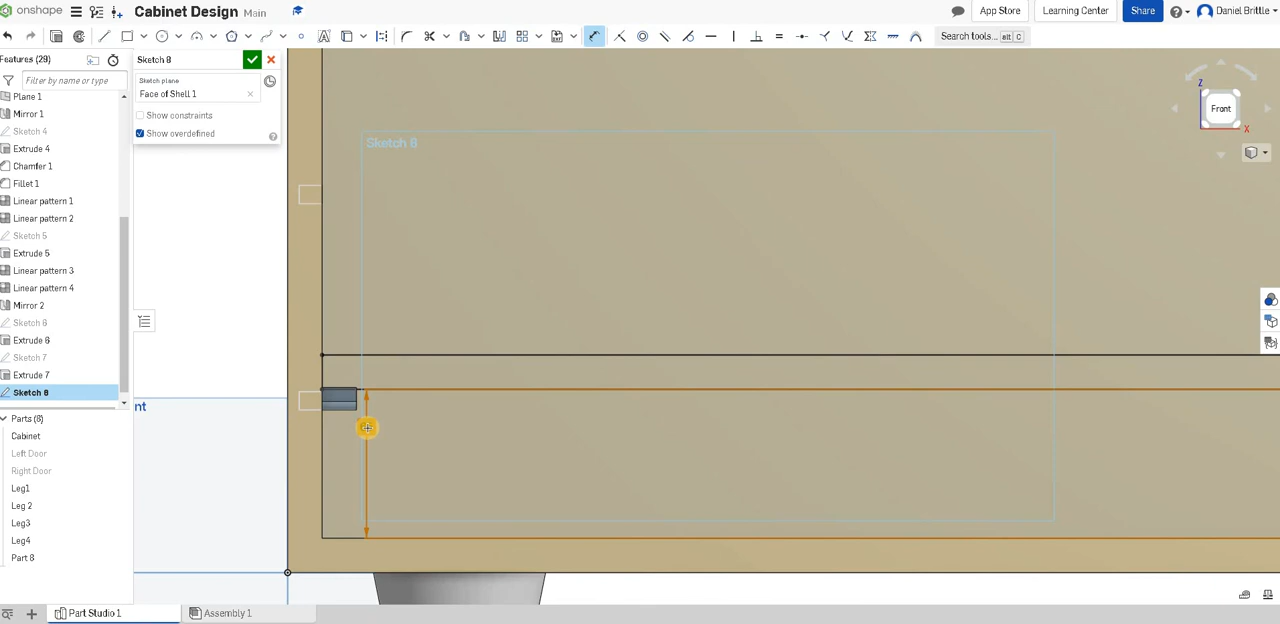 onshape Cabinet Design Main App Store Learning Center Share Daniel Brittle
Search tools... alt C
Features (29)
Filter by name or type
Plane 1
Mirror 1
Sketch 4
Extrude 4
Chamfer 1
Fillet 1
Linear pattern 1
Linear pattern 2
Sketch 5
Extrude 5
Linear pattern 3
Linear pattern 4
Mirror 2
Sketch 6
Extrude 6
Sketch 7
Extrude 7
Sketch 8
Parts (8)
Cabinet
Left Door
Right Door
Leg1
Leg 2
Leg3
Leg4
Part 8
Sketch 8
Sketch plane
Face of Shell 1
Show constraints
Show overdefined
Sketch 6
nt
Z
Front
X
Part Studio 1
Assembly 1